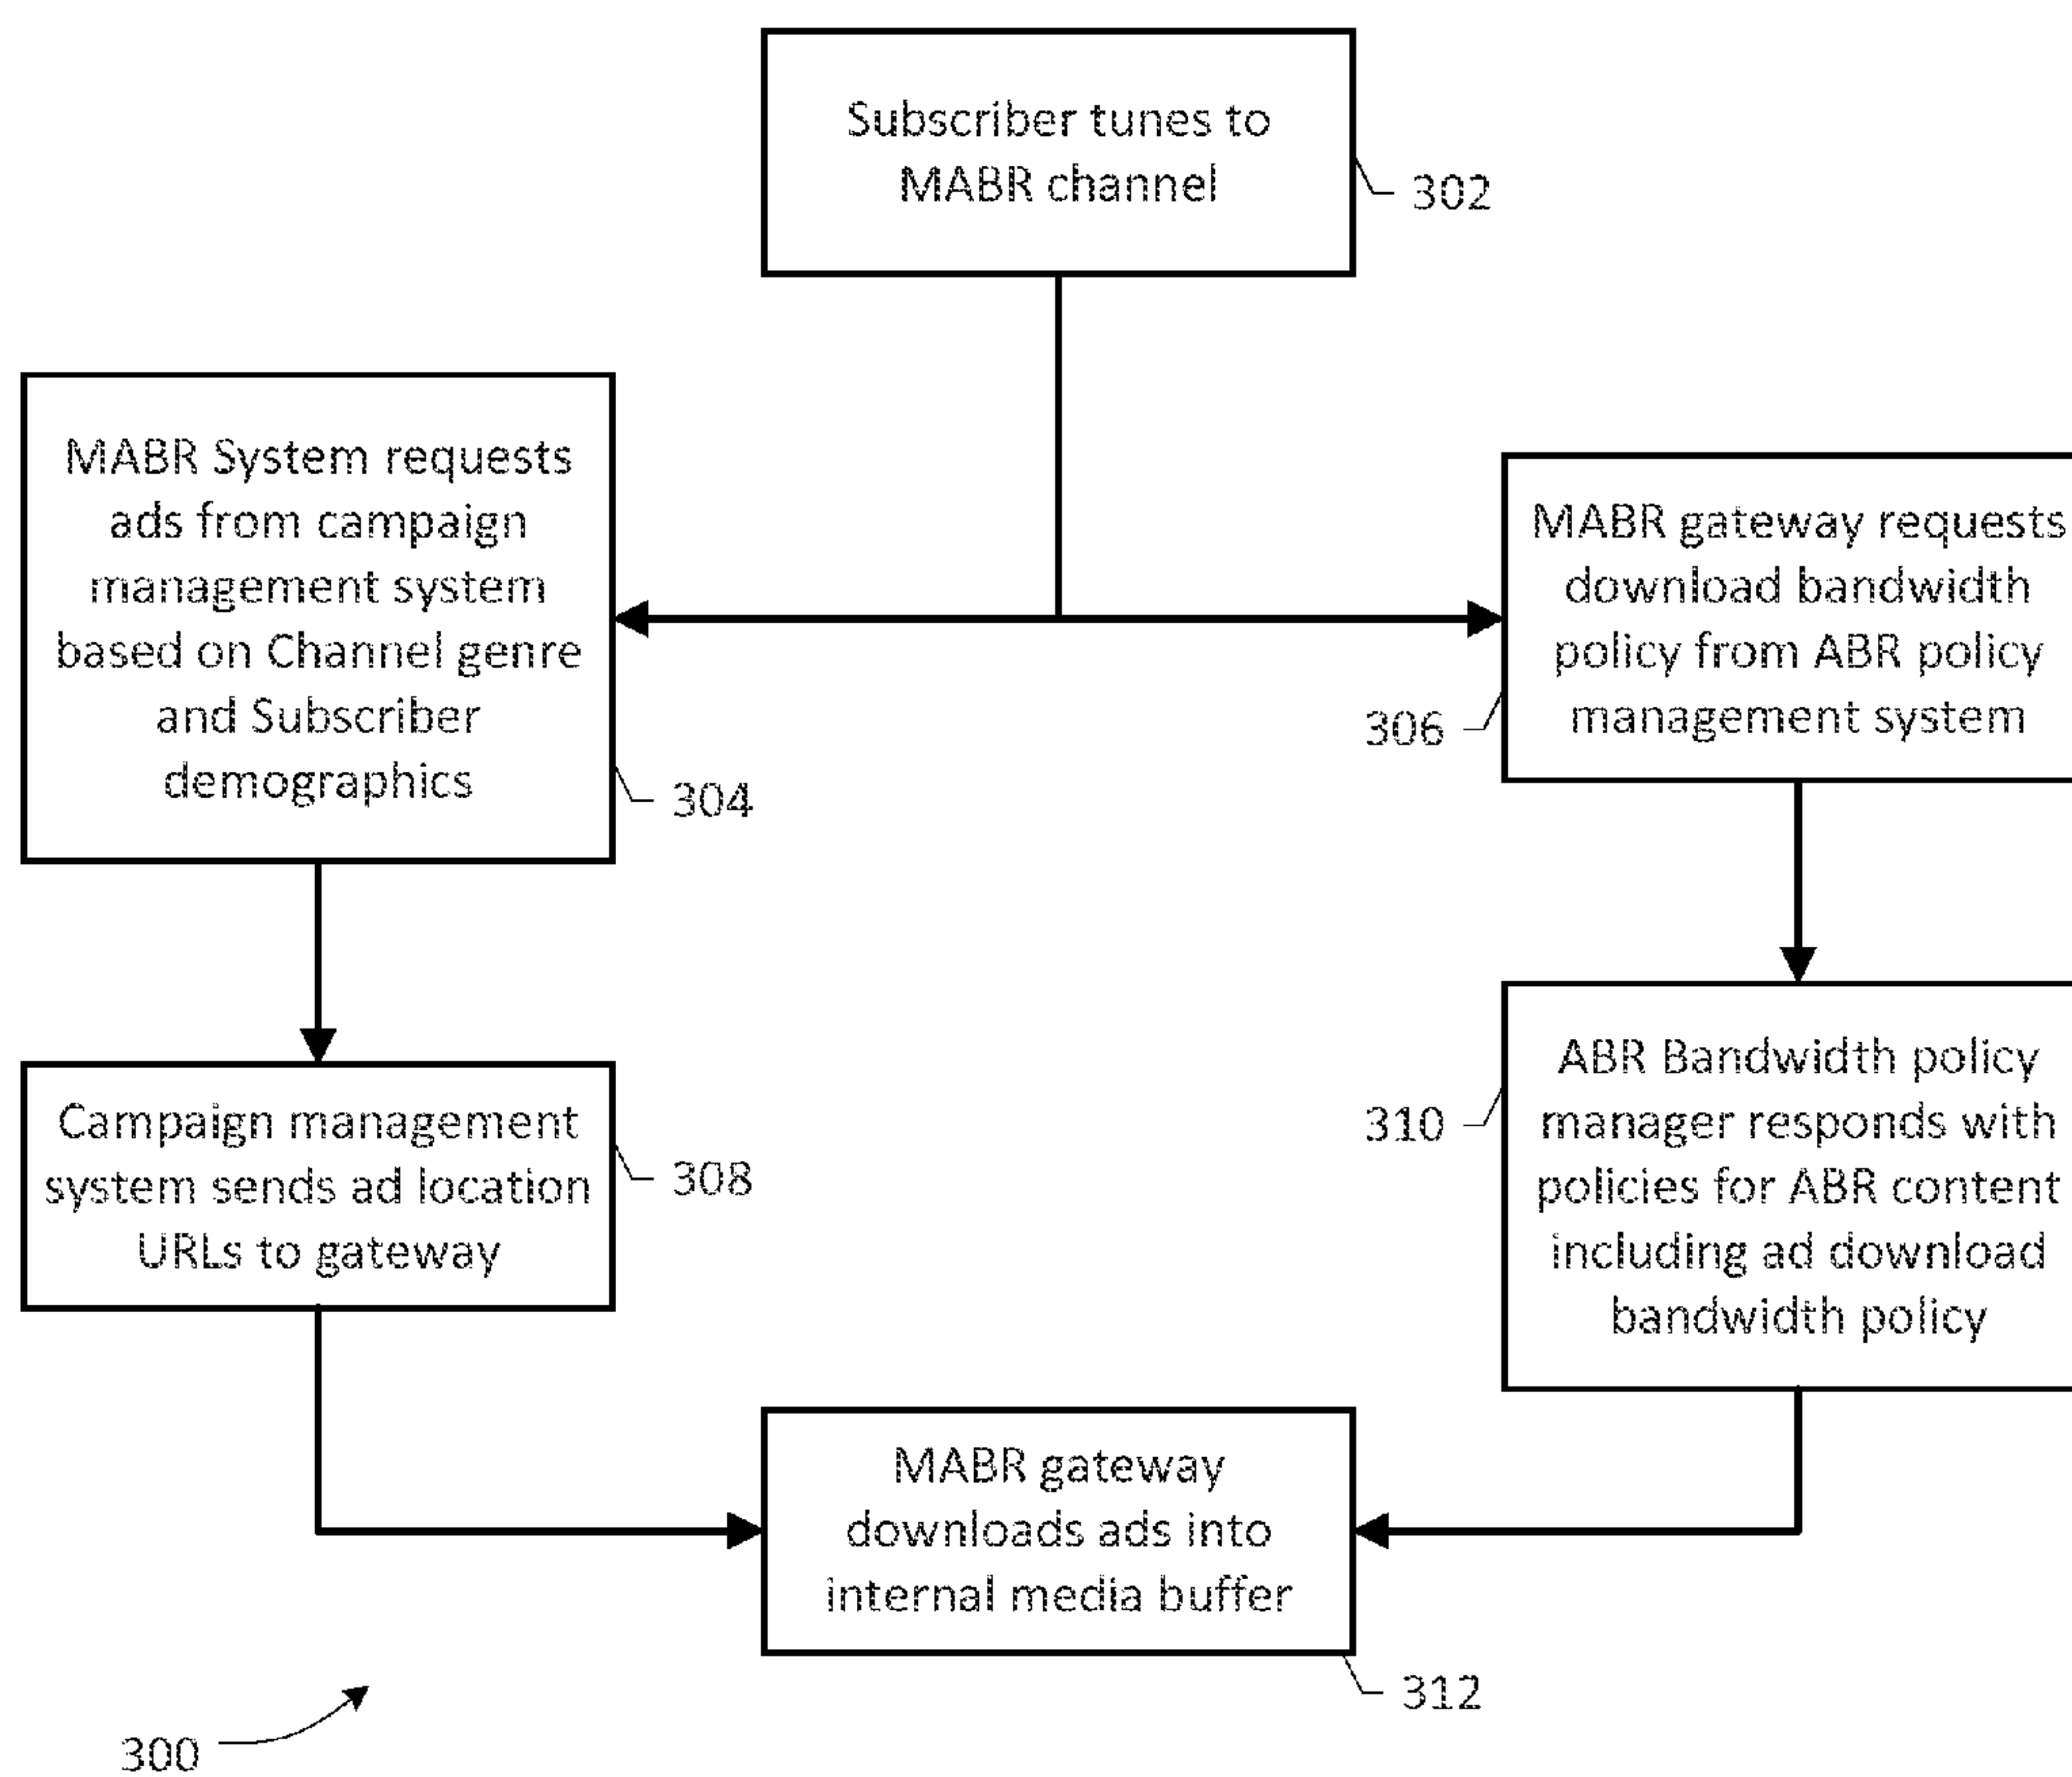 Subscriber tunes to
MABR channel
302
MABR System requests
ads from campaign
management system
based on Channel genre
and Subscriber
demographics
304
MABR gateway requests
download bandwidth
policy from ABR policy
management system
306
Campaign management
system sends ad location
URLs to gateway
308
ABR Bandwidth policy
manager responds with
policies for ABR content
including ad download
bandwidth policy
310
MABR gateway
downloads ads into
internal media buffer
312
300